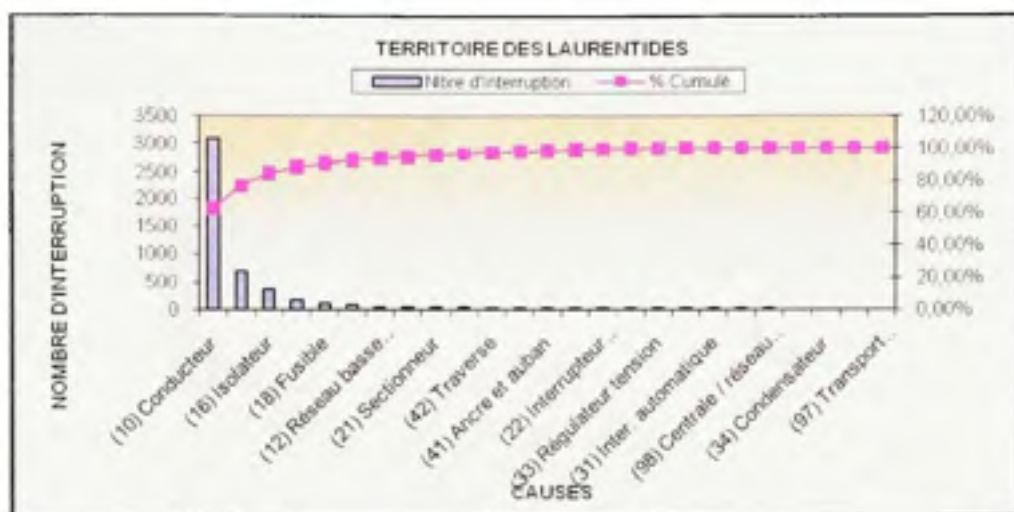 TERRITOIRE DES LAURENTIDES
Nbre d'interruption % Cumulé
NOMBRE D'INTERRUPTION
3500
3000
2500
2000
1500
1000
500
0
120,00%
100,00%
80,00%
60,00%
40,00%
20,00%
0,00%
(10) Conducteur
(16) Isolateur
(18) Fusible
(12) Réseau basse...
(21) Sectionneur
(42) Traverse
(41) Ancre et auban
(22) Interrupteur...
(33) Régulateur tension
(31) Inter. automatique
(98) Centrale / réseau...
(34) Condensateur
(97) Transport...
CAUSES